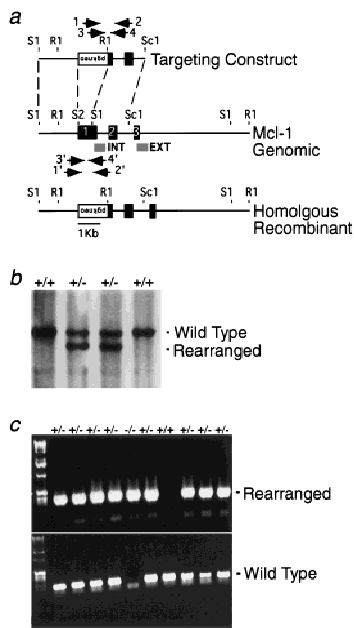 a
1 2
3 4
S1 R1 R1 Sc1
Targeting Construct
S1 R1 S2 S1 Sc1 S1 R1
1 2 3
Mcl-1
Genomic
INT EXT
3' 4'
1' 2'
S1 R1 R1 Sc1 S1 R1
Homolgous
Recombinant
1Kb
b
+/+ +/- +/- +/+
Wild Type
Rearranged
c
+/- +/- +/- +/- -/- +/- +/+ +/- +/- +/-
Rearranged
Wild Type